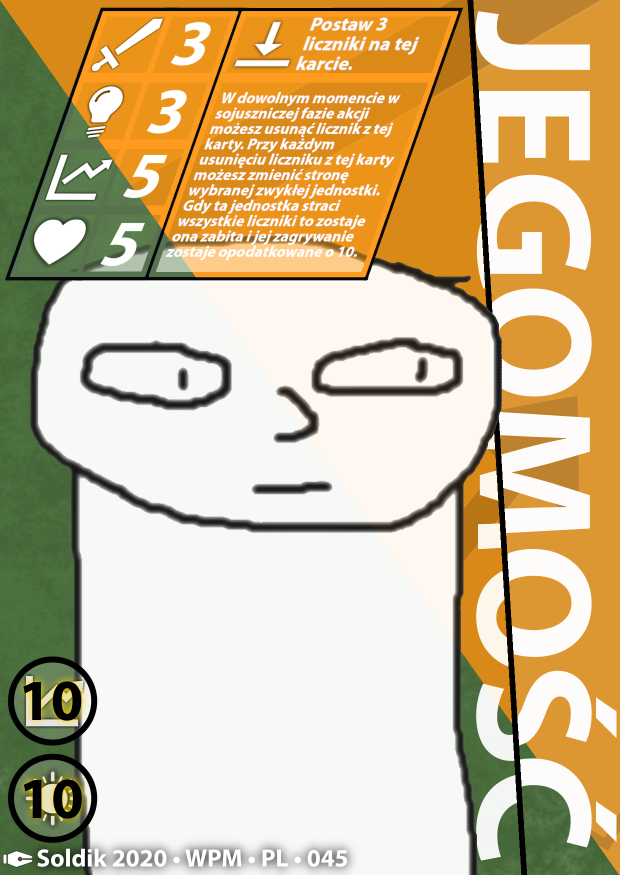 3
3
5
5
Postaw 3
liczniki na tej
karcie.
W dowolnym momencie w
sojuszniczej fazie akcji
możesz usunąć licznik z tej
karty. Przy każdym
usunięciu liczniku z tej karty
możesz zmienić stronę
wybranej zwykłej jednostki.
Gdy ta jednostka straci
wszystkie liczniki to zostaje
ona zabita i jej zagrywanie
zostaje opodatkowane o 10.
JEGOMOŚĆ
10
10
Soldik 2020 • WPM • PL • 045